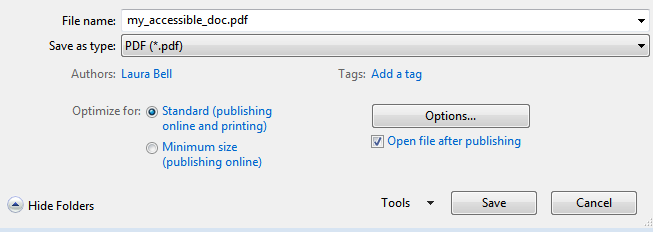 File name: my_accessible_doc.pdf
Save as type: PDF (*.pdf)
Authors: Laura Bell Tags: Add a tag
Optimize for: Standard (publishing Options...
online and printing)
Open file after publishing
Minimum size
(publishing online)
Hide Folders Tools Save Cancel